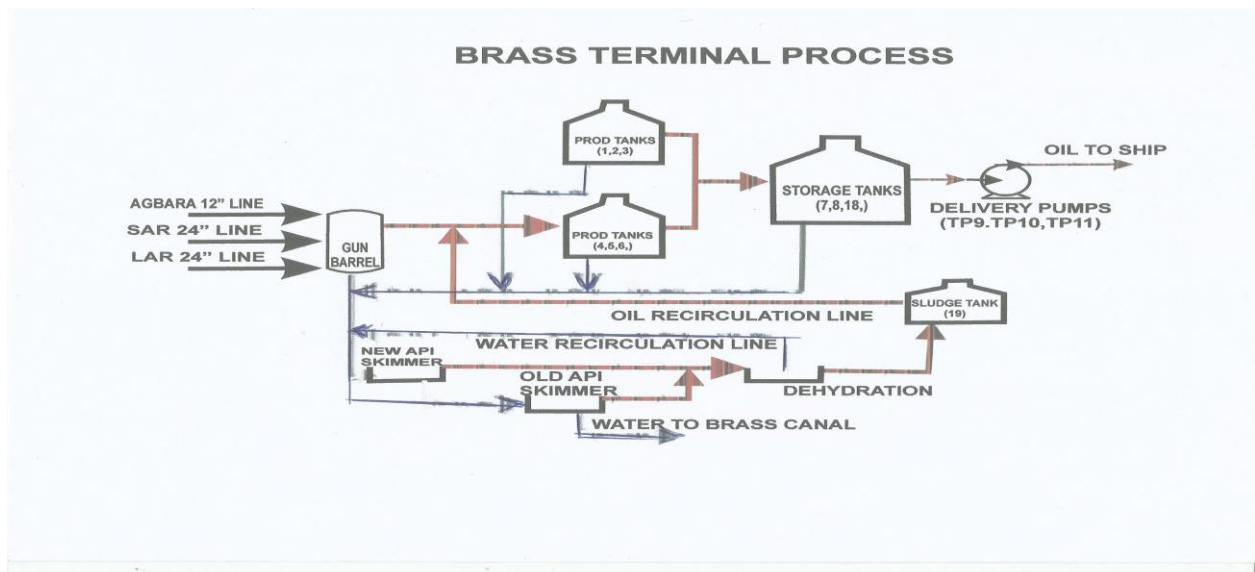 BRASS TERMINAL PROCESS
PROD TANKS
(1,2,3)
OIL TO SHIP
STORAGE TANKS
(7,8,18,)
DELIVERY PUMPS
(TP9.TP10,TP11)
AGBARA 12” LINE
SAR 24” LINE
LAR 24” LINE
GUN
BARREL
PROD TANKS
(4,5,6,)
SLUDGE TANK
(19)
OIL RECIRCULATION LINE
WATER RECIRCULATION LINE
NEW API
SKIMMER
OLD API
SKIMMER
DEHYDRATION
WATER TO BRASS CANAL